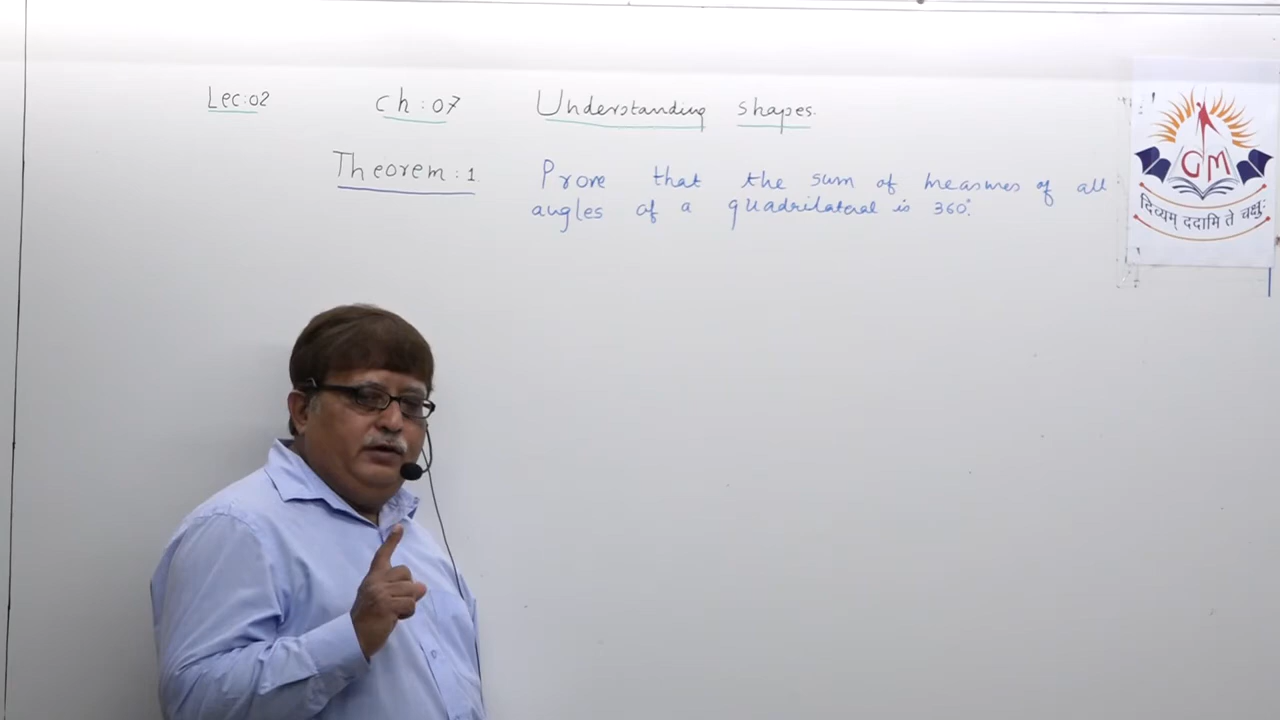 Lec:02 Ch:07 Understanding shapes.
Theorem:1. Prove that the sum of measures of all
angles of a quadrilateral is 360°.
GM
दिव्यम् ददामि ते चक्षुः